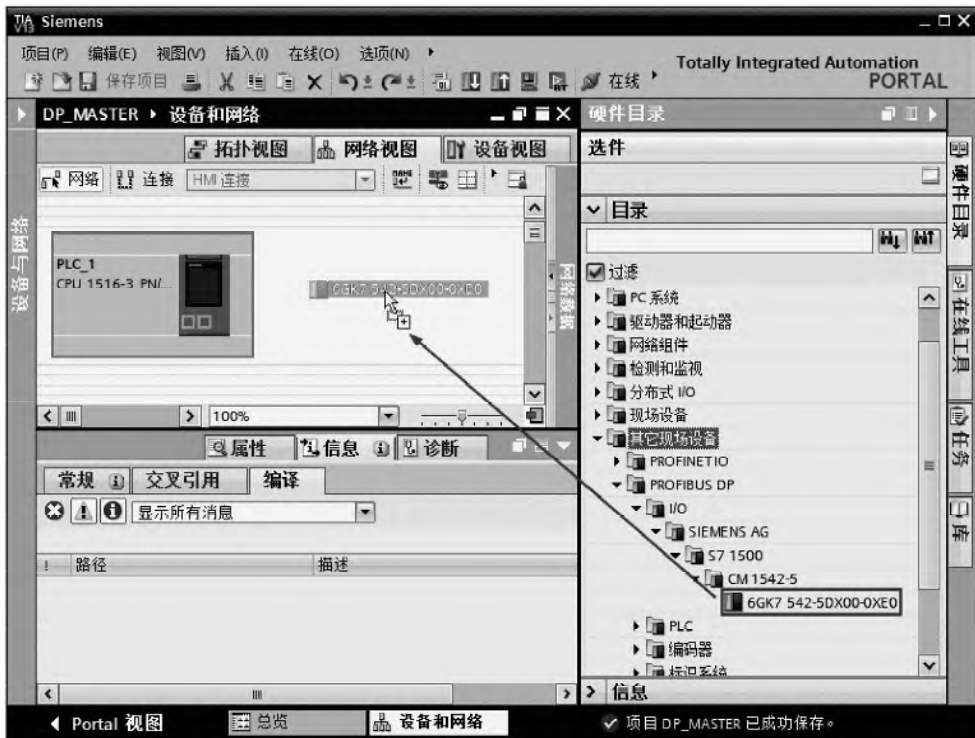 TIA V13 Siemens
项目(P) 编辑(E) 视图(V) 插入(I) 在线(O) 选项(N)
保存项目 在线
Totally Integrated Automation
PORTAL
DP_MASTER 设备和网络
拓扑视图 网络视图 设备视图
网络 连接 HMI 连接
设备与网络
PLC_1
CPU 1516-3 PN/...
6GK7 542-5DX00-0XE0
网络数据
100%
属性 信息 诊断
常规 交叉引用 编译
显示所有消息
! 路径 描述
硬件目录
选件
目录
过滤
PC 系统
驱动器和起动器
网络组件
检测和监视
分布式 I/O
现场设备
其它现场设备
PROFINET IO
PROFIBUS DP
I/O
SIEMENS AG
S7 1500
CM 1542-5
6GK7 542-5DX00-0XE0
PLC
编码器
标识系统
信息
硬件目录
在线工具
任务
库
Portal 视图 总览 设备和网络 项目 DP_MASTER 已成功保存。